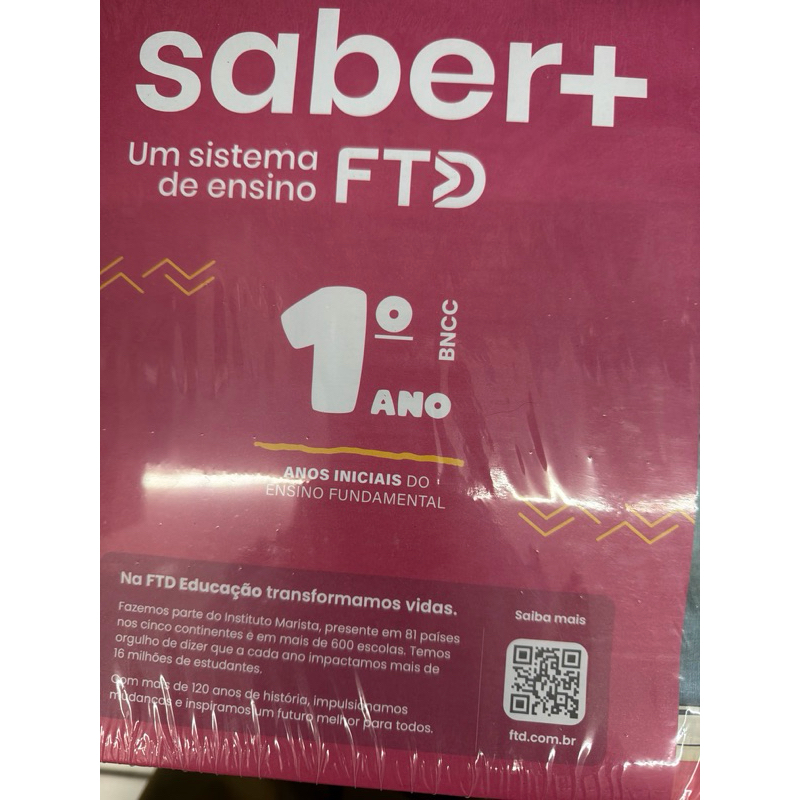 saber+
Um sistema
de ensino
FTD
1º
ANO
BNCC
ANOS INICIAIS DO
ENSINO FUNDAMENTAL
Na FTD Educação transformamos vidas.
Fazemos parte do Instituto Marista, presente em 81 países
nos cinco continentes e em mais de 600 escolas. Temos
orgulho de dizer que a cada ano impactamos mais de
16 milhões de estudantes.
Com mais de 120 anos de história, impulsionamos
mudanças e inspiramos um futuro melhor para todos.
Saiba mais
ftd.com.br